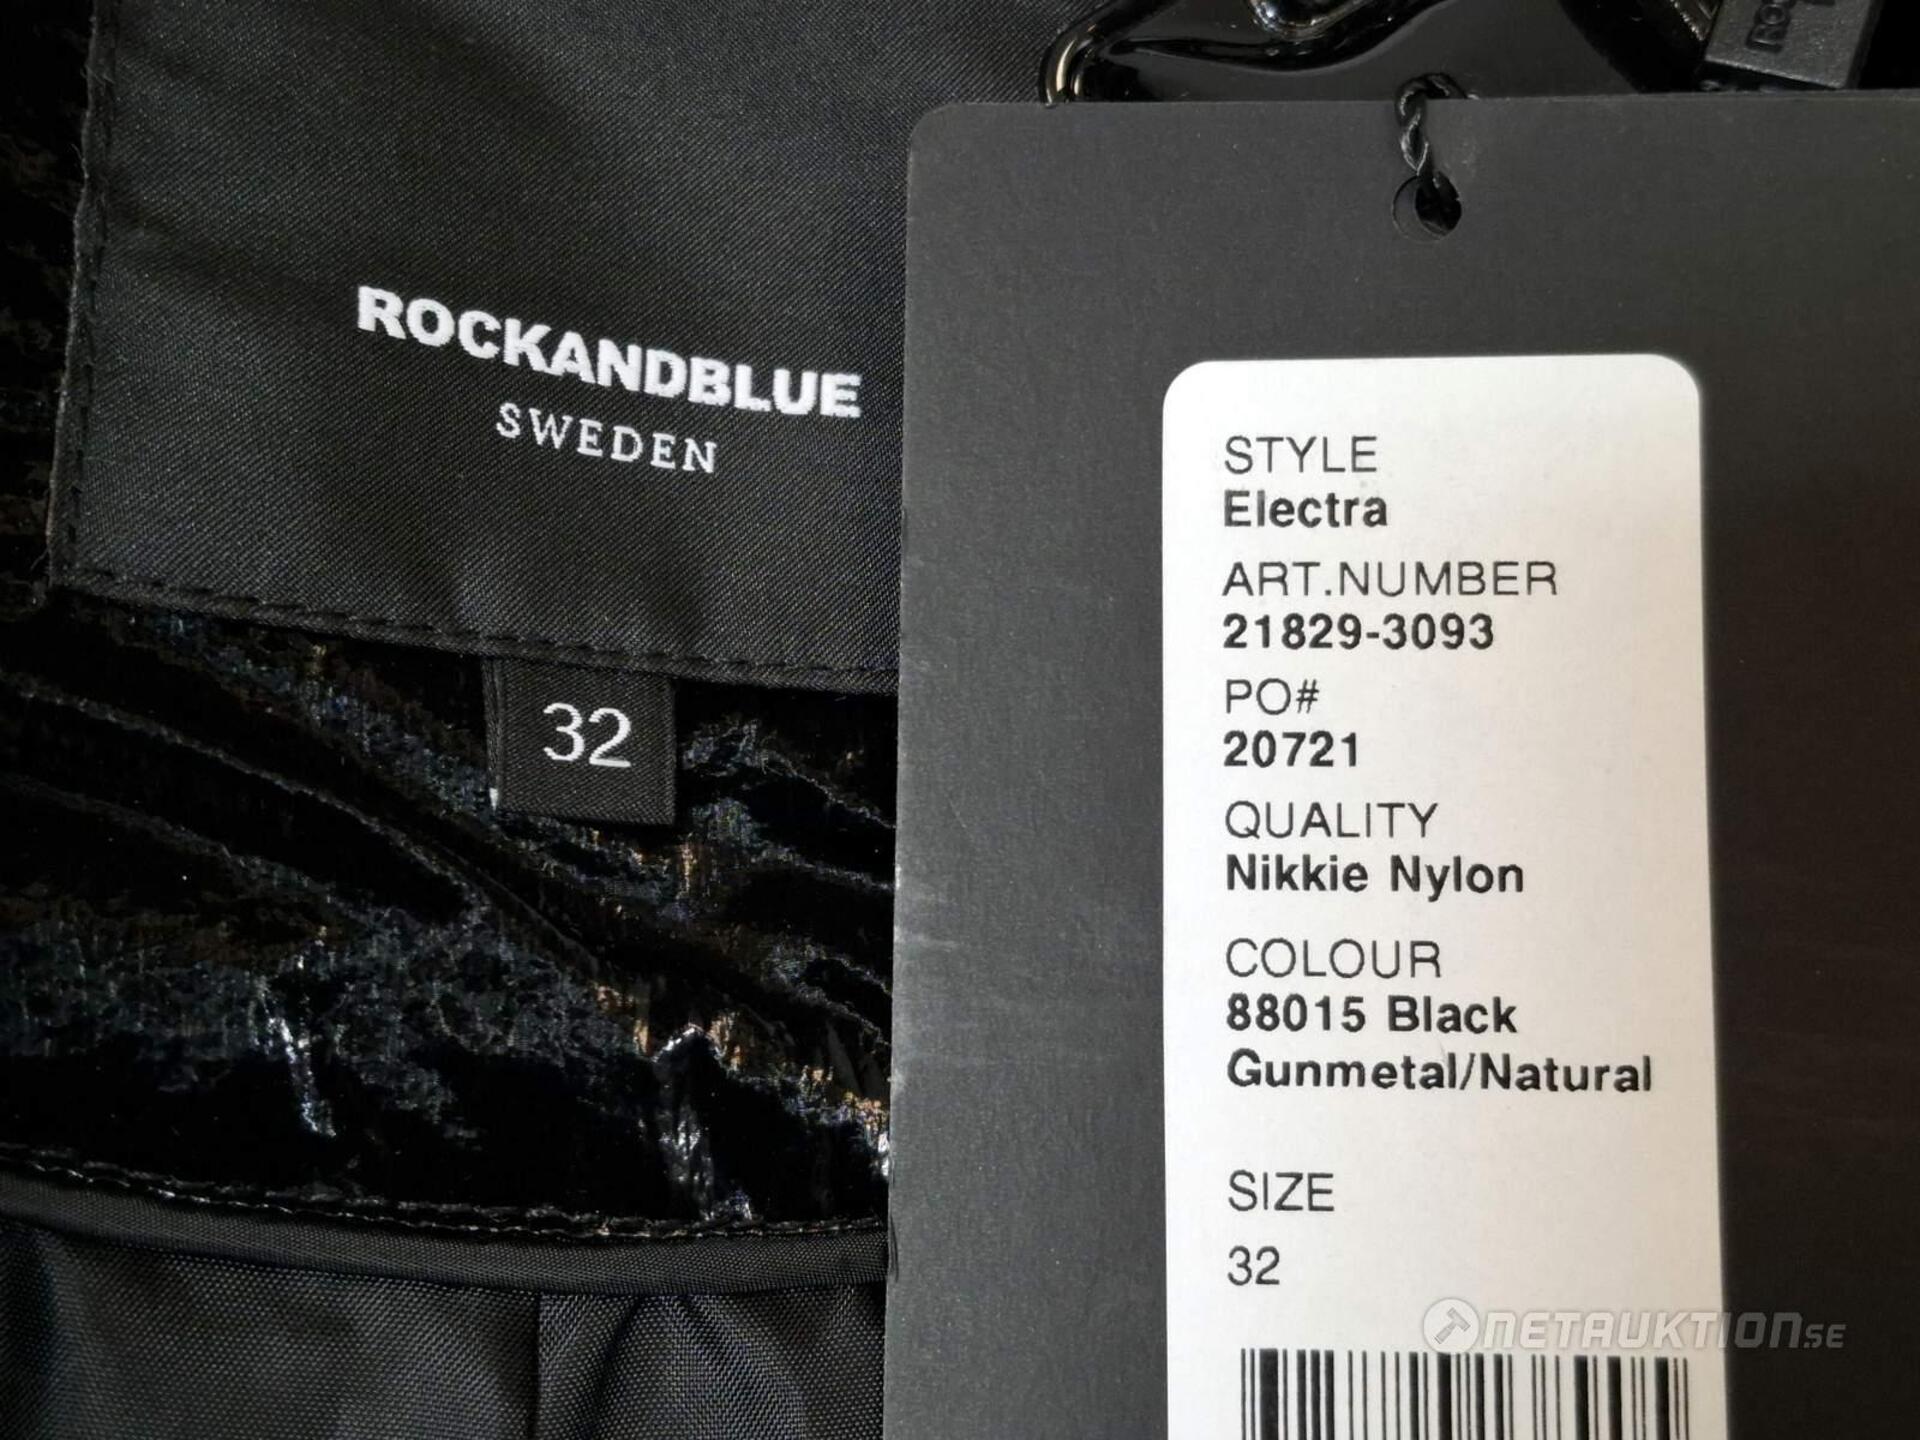 ROCKANDBLUE
SWEDEN
32
STYLE
Electra
ART.NUMBER
21829-3093
PO#
20721
QUALITY
Nikkie Nylon
COLOUR
88015 Black
Gunmetal/Natural
SIZE
32
NETAUKTION.SE